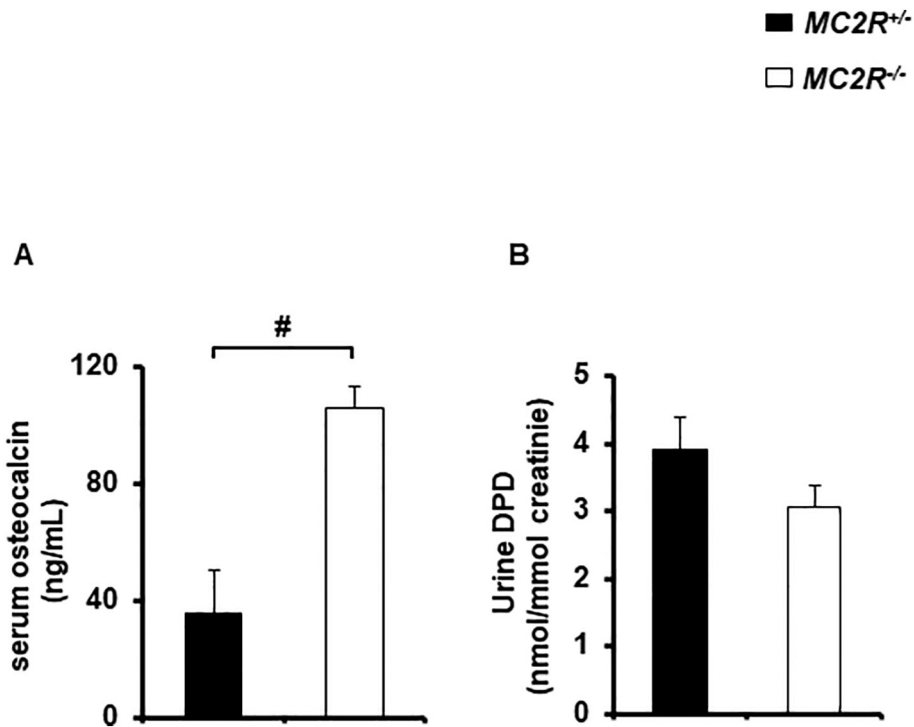 MC2R+/-
MC2R-/-
A
B
#
serum osteocalcin
(ng/mL)
120
80
40
0
Urine DPD
(nmol/mmol creatinie)
5
4
3
2
1
0